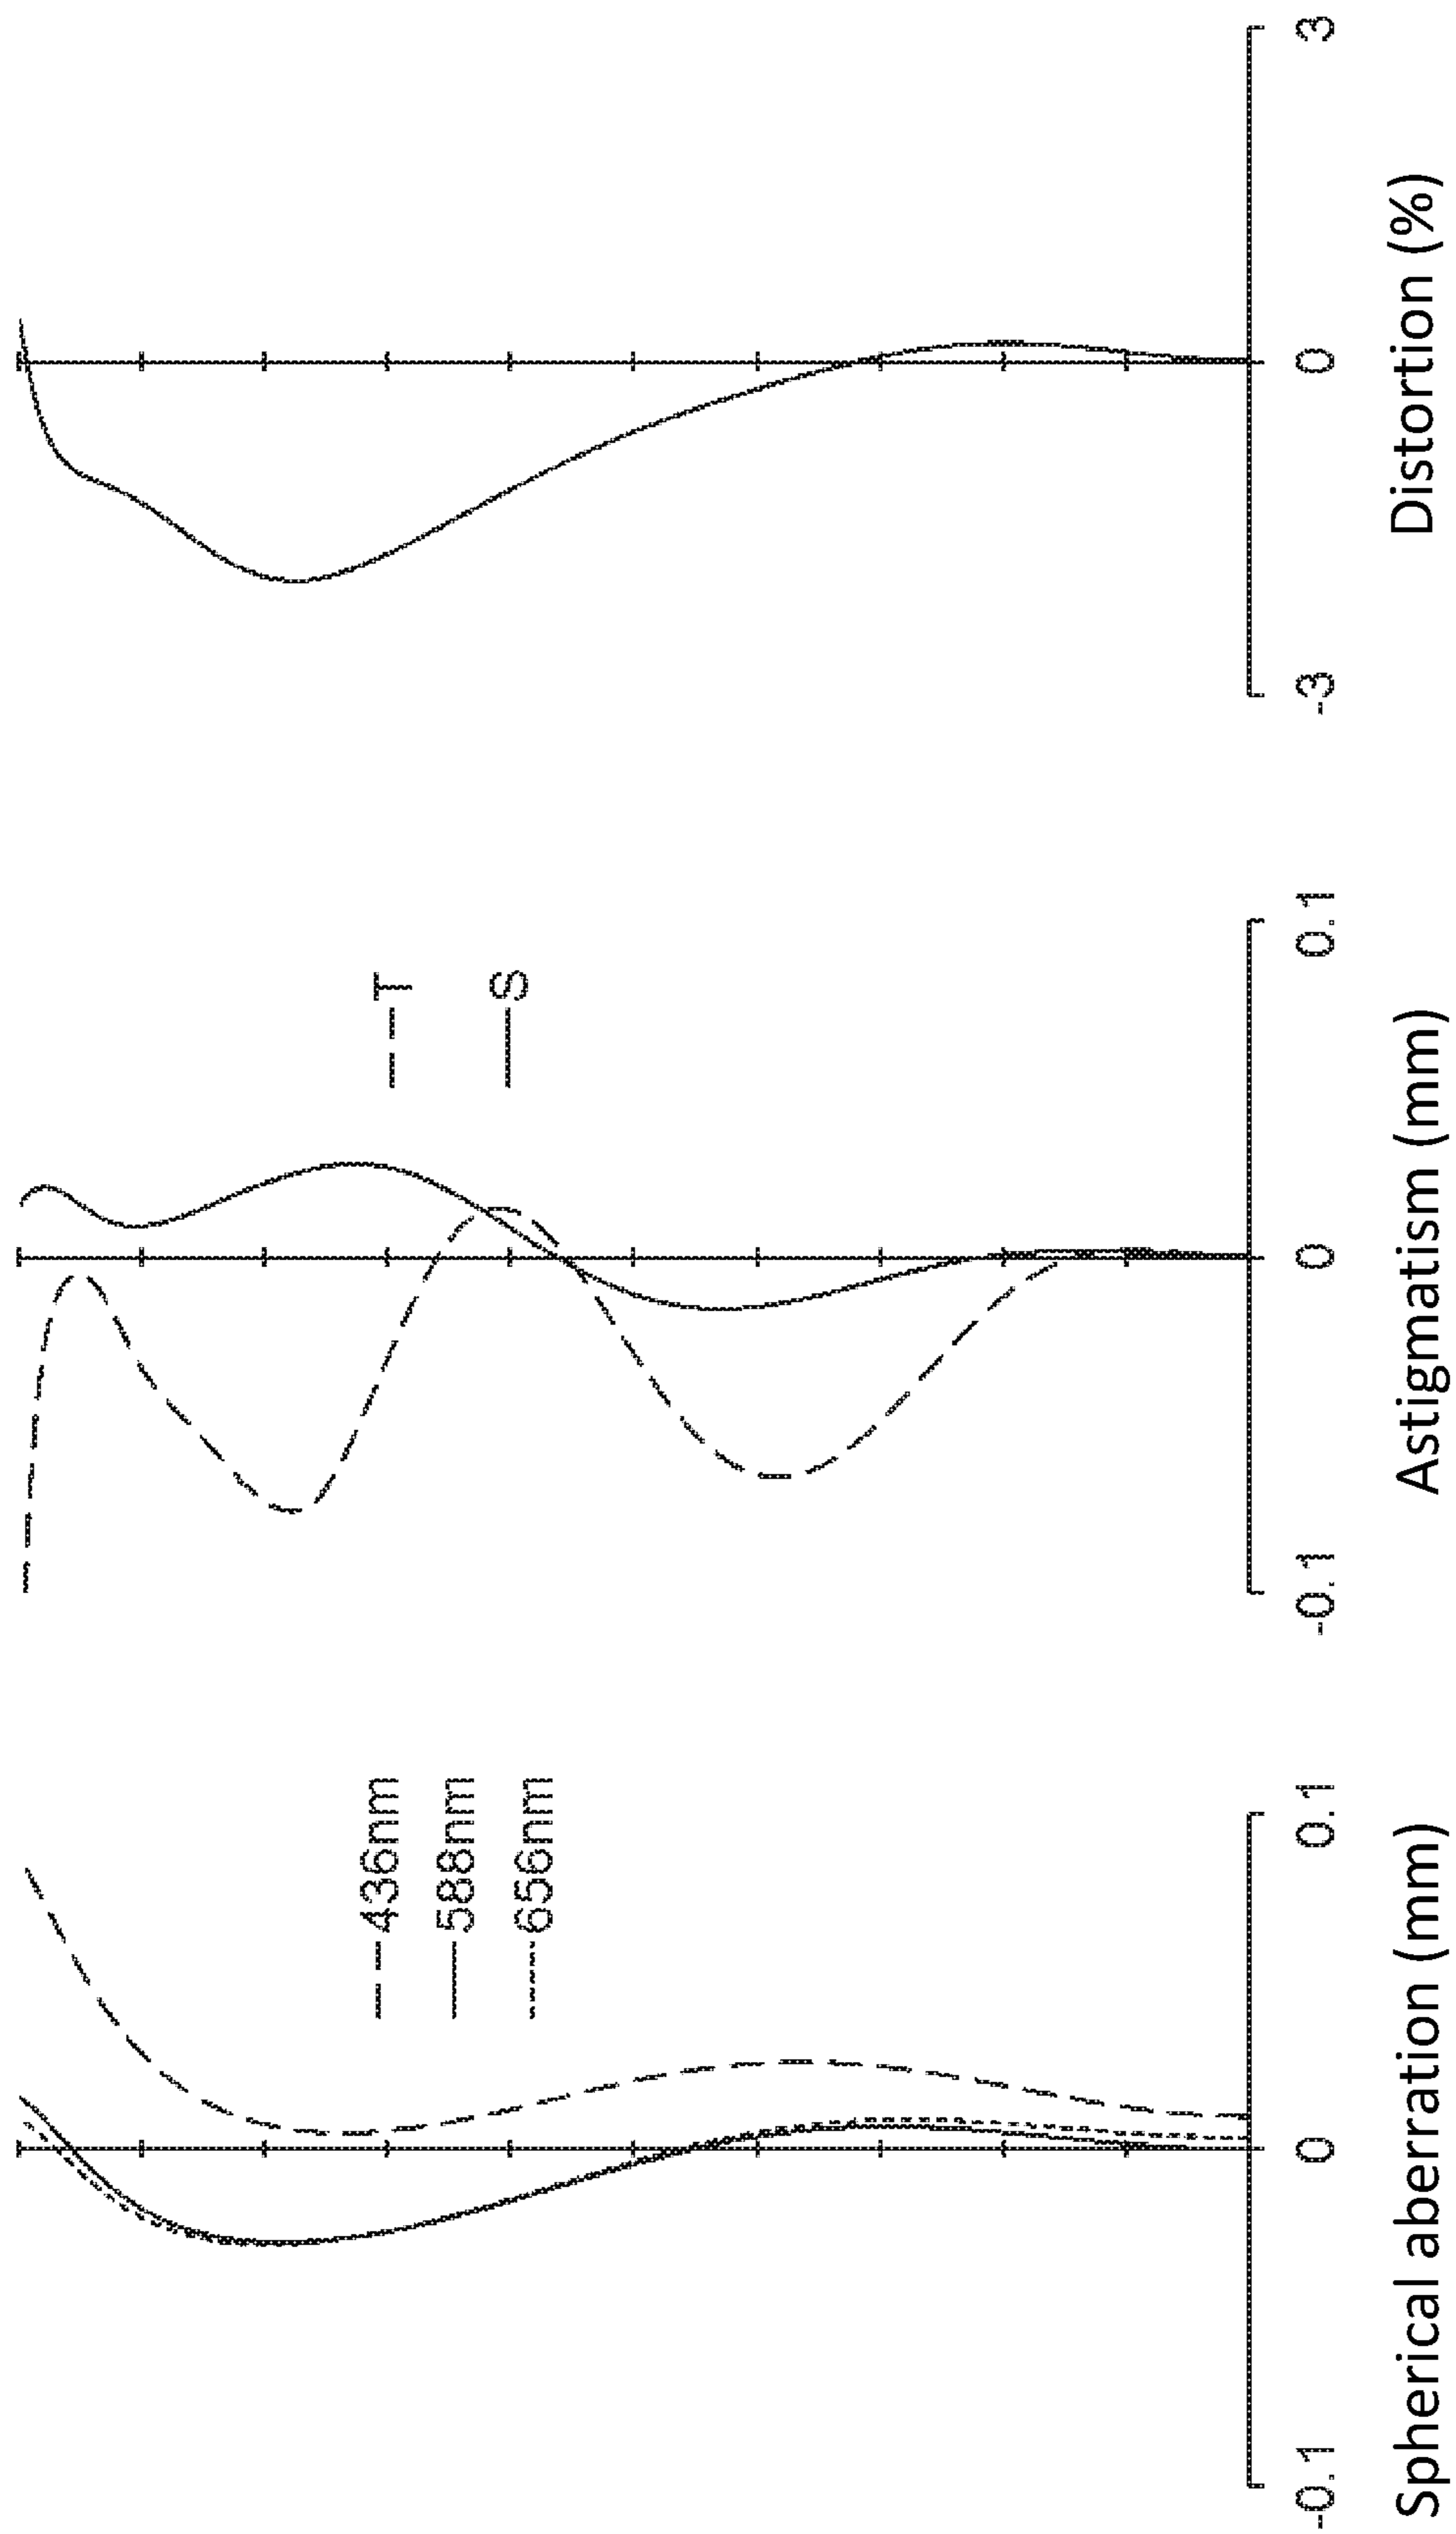 436nm
588nm
656nm
-0.1
0
0.1
Spherical aberration (mm)
T
S
-0.1
0
0.1
Astigmatism (mm)
-3
0
3
Distortion (%)